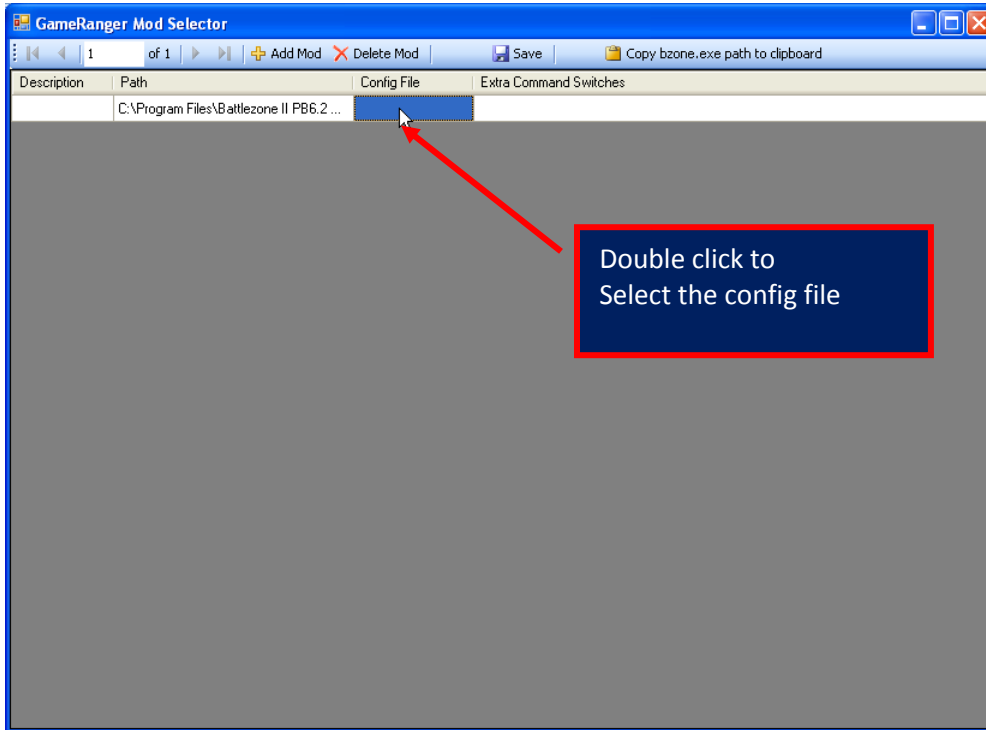 GameRanger Mod Selector
1 of 1 Add Mod Delete Mod Save Copy bzone.exe path to clipboard
Description Path Config File Extra Command Switches
C:\Program Files\Battlezone II PB6.2 ...
Double click to
Select the config file